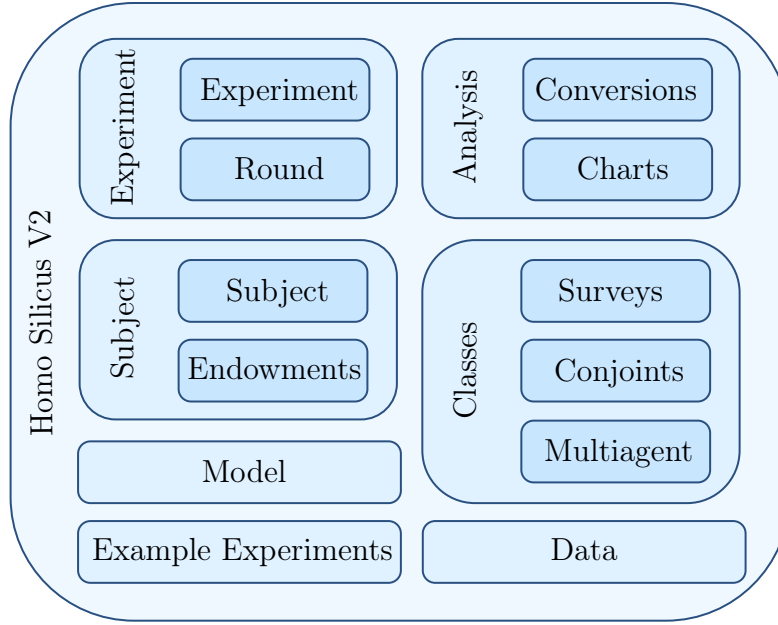 Homo Silicus V2
Experiment
Experiment
Round
Analysis
Conversions
Charts
Subject
Subject
Endowments
Classes
Surveys
Conjoints
Multiagent
Model
Example Experiments
Data